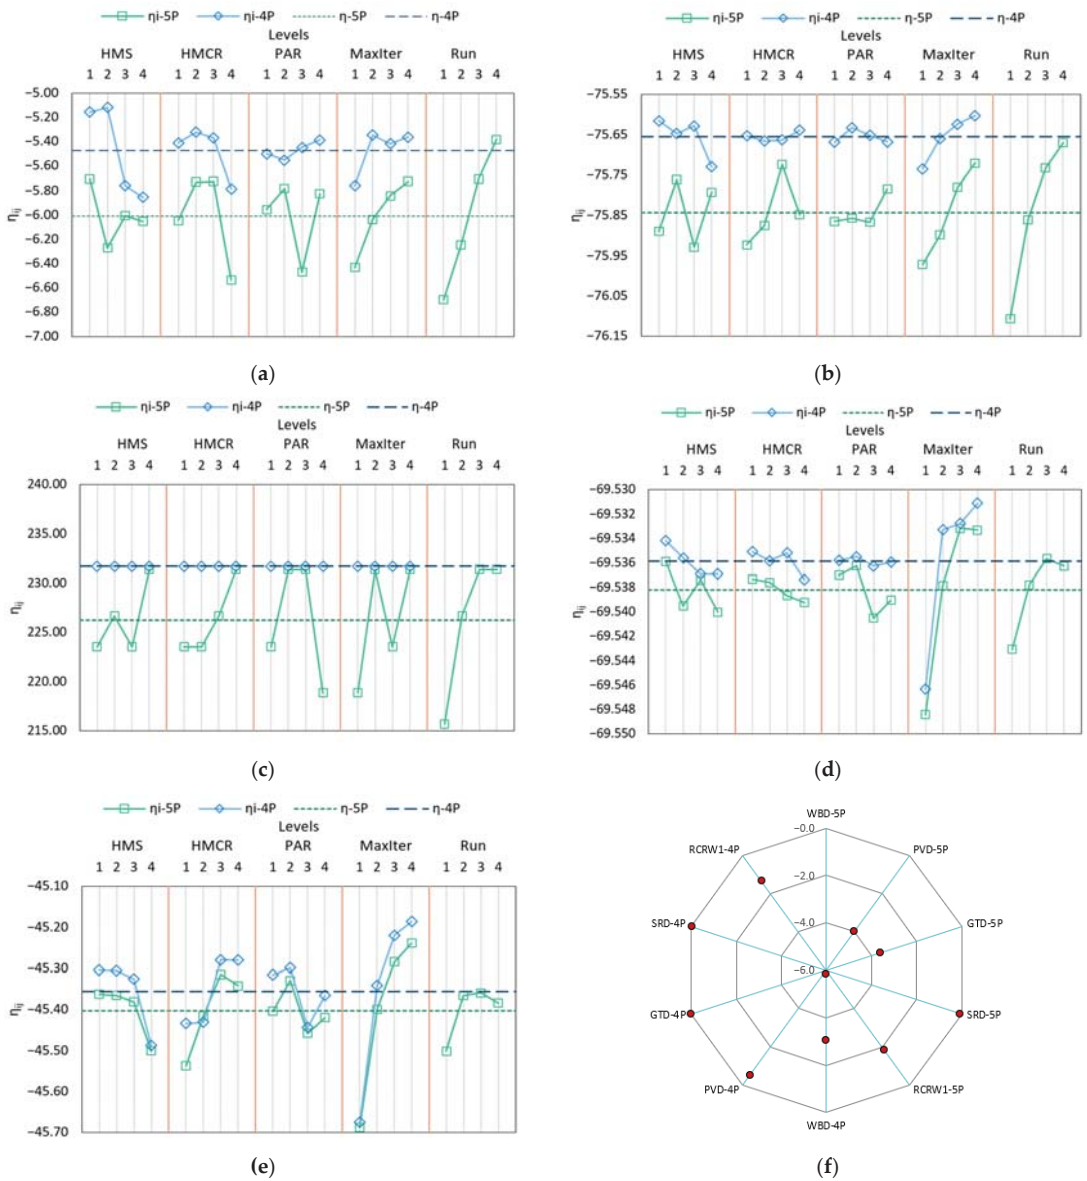 ηi-5P ηi-4P η-5P η-4P
Levels
HMS HMCR PAR MaxIter Run
1 2 3 4 1 2 3 4 1 2 3 4 1 2 3 4 1 2 3 4
−5.00
−5.20
−5.40
−5.60
−5.80
−6.00
−6.20
−6.40
−6.60
−6.80
−7.00
ηij
(a)
ηi-5P ηi-4P η-5P η-4P
Levels
HMS HMCR PAR MaxIter Run
1 2 3 4 1 2 3 4 1 2 3 4 1 2 3 4 1 2 3 4
−75.55
−75.65
−75.75
−75.85
−75.95
−76.05
−76.15
ηij
(b)
ηi-5P ηi-4P η-5P η-4P
Levels
HMS HMCR PAR MaxIter Run
1 2 3 4 1 2 3 4 1 2 3 4 1 2 3 4 1 2 3 4
240.00
235.00
230.00
225.00
220.00
215.00
ηij
(c)
ηi-5P ηi-4P η-5P η-4P
Levels
HMS HMCR PAR MaxIter Run
1 2 3 4 1 2 3 4 1 2 3 4 1 2 3 4 1 2 3 4
−69.530
−69.532
−69.534
−69.536
−69.538
−69.540
−69.542
−69.544
−69.546
−69.548
−69.550
ηij
(d)
ηi-5P ηi-4P η-5P η-4P
Levels
HMS HMCR PAR MaxIter Run
1 2 3 4 1 2 3 4 1 2 3 4 1 2 3 4 1 2 3 4
−45.10
−45.20
−45.30
−45.40
−45.50
−45.60
−45.70
ηij
(e)
WBD-5P
−0.0
RCRW1-4P PVD-5P
−2.0
SRD-4P −4.0 GTD-5P
−6.0
GTD-4P SRD-5P
PVD-4P RCRW1-5P
WBD-4P
(f)